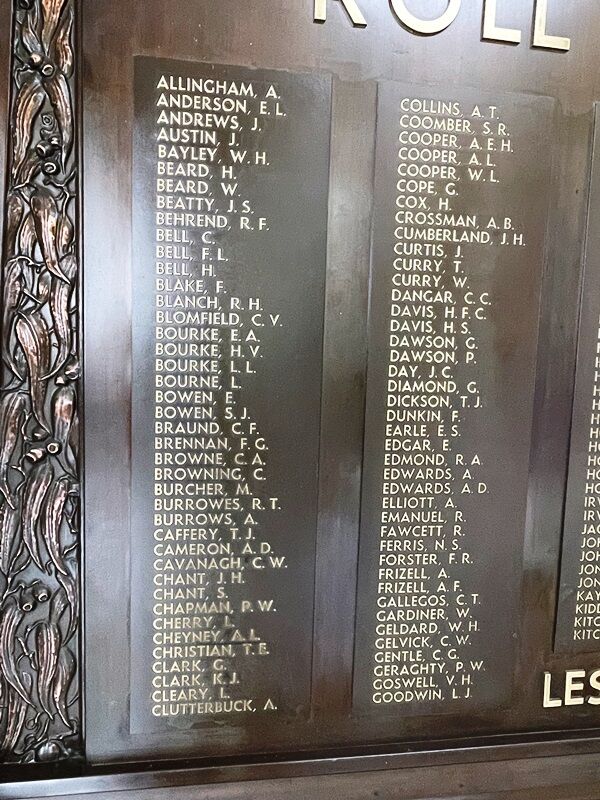 ROLL
ALLINGHAM, A.
ANDERSON, E. L.
ANDREWS, J.
AUSTIN, J.
BAYLEY, W. H.
BEARD, H.
BEARD, W.
BEATTY, J. S.
BEHREND, R. F.
BELL, C.
BELL, F. L.
BELL, H.
BLAKE, F.
BLANCH, R. H.
BLOMFIELD, C. V.
BOURKE, E. A.
BOURKE, H. V.
BOURKE, L. L.
BOURNE, L.
BOWEN, E.
BOWEN, S. J.
BRAUND, C. F.
BRENNAN, F. G.
BROWNE, C. A.
BROWNING, C.
BURCHER, M.
BURROWES, R. T.
BURROWS, A.
CAFFERY, T. J.
CAMERON, A. D.
CAVANAGH, C. W.
CHANT, J. H.
CHANT, S.
CHAPMAN, P. W.
CHERRY, L.
CHEYNEY, A. L.
CHRISTIAN, T. E.
CLARK, G.
CLARK, K. J.
CLEARY, L.
CLUTTERBUCK, A.
COLLINS, A. T.
COOMBER, S. R.
COOPER, A. E. H.
COOPER, A. L.
COOPER, W. L.
COPE, G.
COX, H.
CROSSMAN, A. B.
CUMBERLAND, J. H.
CURTIS, J.
CURRY, T.
CURRY, W.
DANGAR, C. C.
DAVIS, H. F. C.
DAVIS, H. S.
DAWSON, G.
DAWSON, P.
DAY, J. C.
DIAMOND, G.
DICKSON, T. J.
DUNKIN, F.
EARLE, E. S.
EDGAR, E.
EDMOND, R. A.
EDWARDS, A.
EDWARDS, A. D.
ELLIOTT, A.
EMANUEL, R.
FAWCETT, R.
FERRIS, N. S.
FORSTER, F. R.
FRIZELL, A.
FRIZELL, A. F.
GALLEGOS, C. T.
GARDINER, W.
GELDARD, W. H.
GELVICK, C. W.
GENTLE, C. G.
GERAGHTY, P. W.
GOSWELL, V. H.
GOODWIN, L. J.
LES